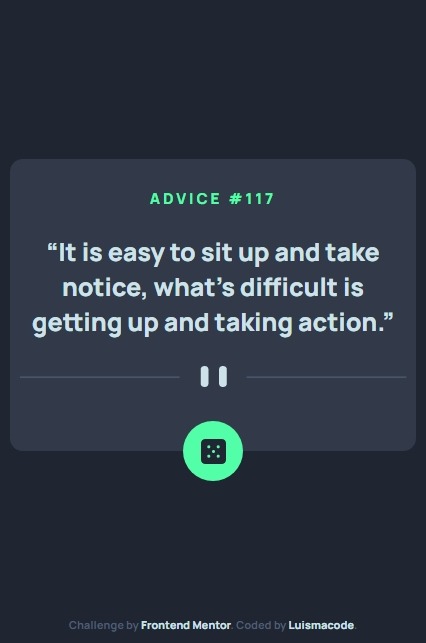 ADVICE #117
“It is easy to sit up and take
notice, what’s difficult is
getting up and taking action.”
Challenge by Frontend Mentor. Coded by Luismacode.